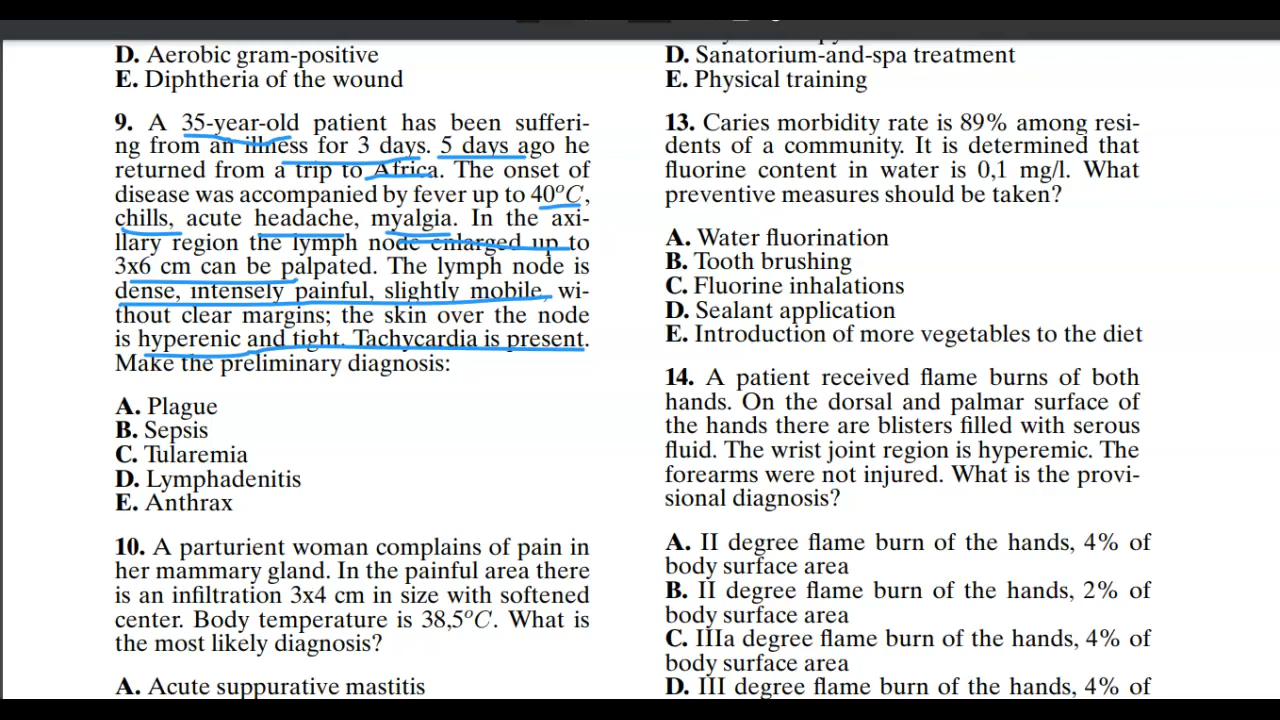 D. Aerobic gram-positive
E. Diphtheria of the wound
9. A 35-year-old patient has been sufferi-
ng from an illness for 3 days. 5 days ago he
returned from a trip to Africa. The onset of
disease was accompanied by fever up to 40°C,
chills, acute headache, myalgia. In the axi-
llary region the lymph node enlarged up to
3x6 cm can be palpated. The lymph node is
dense, intensely painful, slightly mobile, wi-
thout clear margins; the skin over the node
is hyperenic and tight. Tachycardia is present.
Make the preliminary diagnosis:
A. Plague
B. Sepsis
C. Tularemia
D. Lymphadenitis
E. Anthrax
10. A parturient woman complains of pain in
her mammary gland. In the painful area there
is an infiltration 3x4 cm in size with softened
center. Body temperature is 38,5°C. What is
the most likely diagnosis?
A. Acute suppurative mastitis
D. Sanatorium-and-spa treatment
E. Physical training
13. Caries morbidity rate is 89% among resi-
dents of a community. It is determined that
fluorine content in water is 0,1 mg/l. What
preventive measures should be taken?
A. Water fluorination
B. Tooth brushing
C. Fluorine inhalations
D. Sealant application
E. Introduction of more vegetables to the diet
14. A patient received flame burns of both
hands. On the dorsal and palmar surface of
the hands there are blisters filled with serous
fluid. The wrist joint region is hyperemic. The
forearms were not injured. What is the provi-
sional diagnosis?
A. II degree flame burn of the hands, 4% of
body surface area
B. II degree flame burn of the hands, 2% of
body surface area
C. IIIa degree flame burn of the hands, 4% of
body surface area
D. III degree flame burn of the hands, 4% of